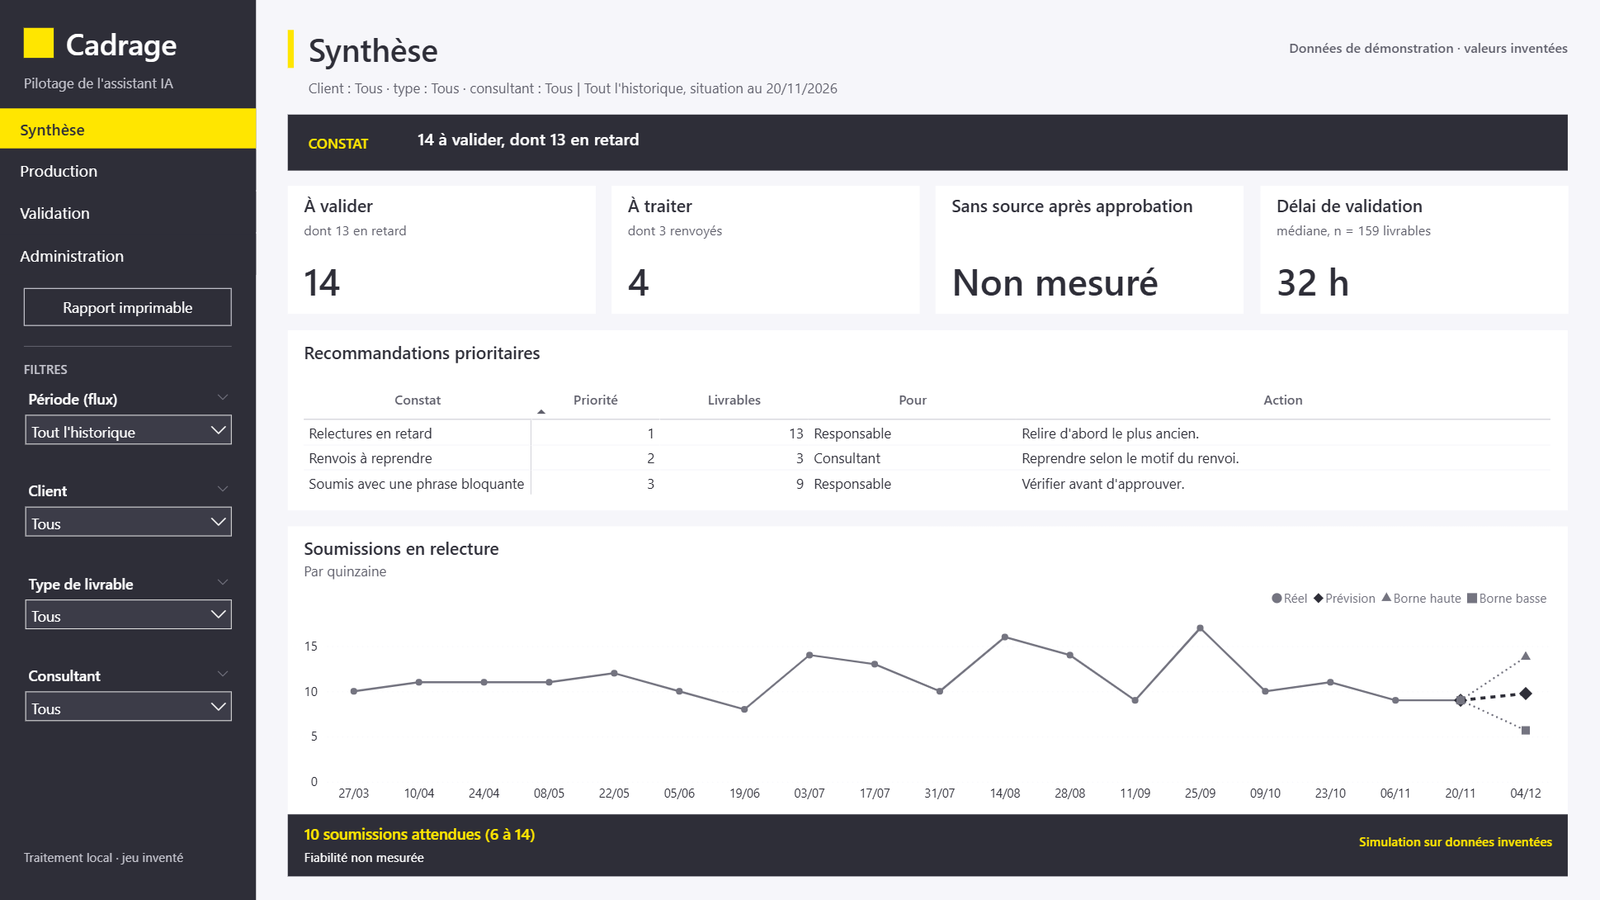 Cadrage
Pilotage de l'assistant IA
Synthèse
Production
Validation
Administration
Rapport imprimable
FILTRES
Période (flux)
Tout l'historique
Client
Tous
Type de livrable
Tous
Consultant
Tous
Traitement local · jeu inventé
Synthèse
Données de démonstration · valeurs inventées
Client : Tous · type : Tous · consultant : Tous | Tout l'historique, situation au 20/11/2026
CONSTAT 14 à valider, dont 13 en retard
À valider
dont 13 en retard
14
À traiter
dont 3 renvoyés
4
Sans source après approbation
Non mesuré
Délai de validation
médiane, n = 159 livrables
32 h
Recommandations prioritaires
Constat Priorité Livrables Pour Action
Relectures en retard 1 13 Responsable Relire d'abord le plus ancien.
Renvois à reprendre 2 3 Consultant Reprendre selon le motif du renvoi.
Soumis avec une phrase bloquante 3 9 Responsable Vérifier avant d'approuver.
Soumissions en relecture
Par quinzaine
Réel Prévision Borne haute Borne basse
15
10
5
0
27/03 10/04 24/04 08/05 22/05 05/06 19/06 03/07 17/07 31/07 14/08 28/08 11/09 25/09 09/10 23/10 06/11 20/11 04/12
10 soumissions attendues (6 à 14)
Fiabilité non mesurée
Simulation sur données inventées